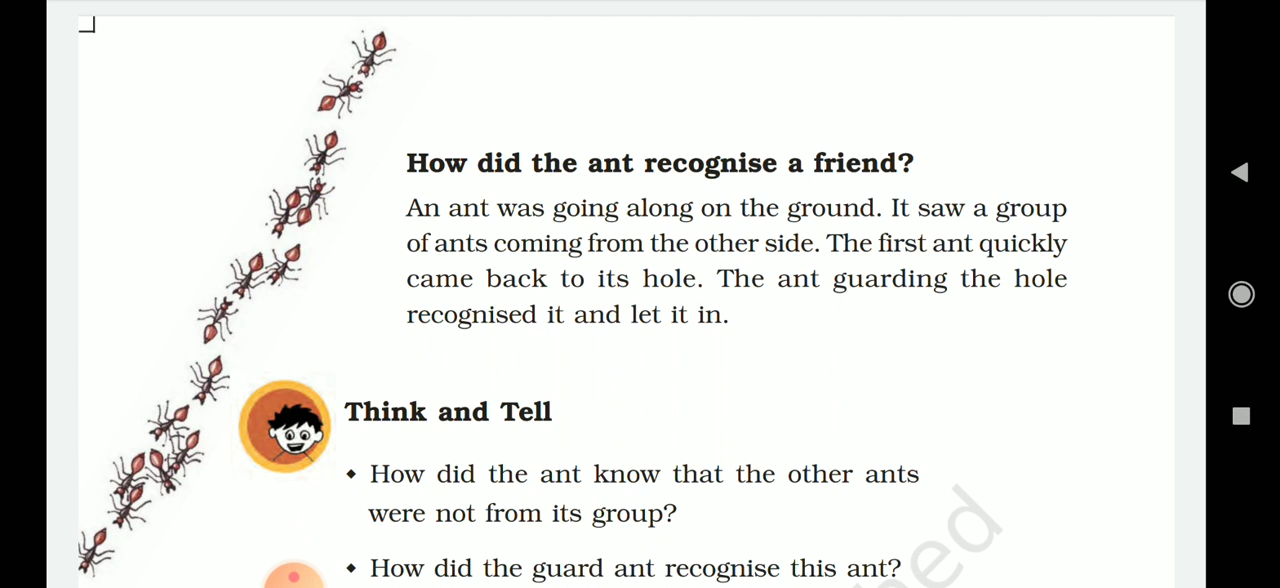 How did the ant recognise a friend?
An ant was going along on the ground. It saw a group
of ants coming from the other side. The first ant quickly
came back to its hole. The ant guarding the hole
recognised it and let it in.
Think and Tell
• How did the ant know that the other ants
were not from its group?
• How did the guard ant recognise this ant?